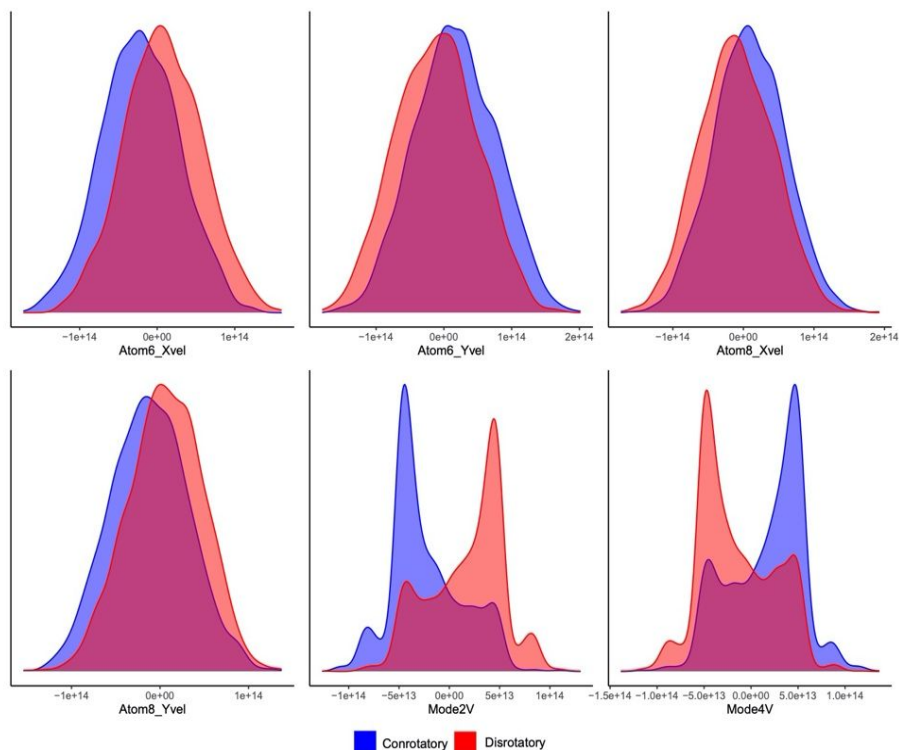 −1e+14 0e+00 1e+14
Atom6_Xvel
−1e+14 0e+00 1e+14 2e+14
Atom6_Yvel
−1e+14 0e+00 1e+14 2e+14
Atom8_Xvel
−1e+14 0e+00 1e+14
Atom8_Yvel
−1e+14 −5e+13 0e+00 5e+13 1e+14
Mode2V
−1.5e+14 −1.0e+14 −5.0e+13 0.0e+00 5.0e+13 1.0e+14
Mode4V
Conrotatory Disrotatory